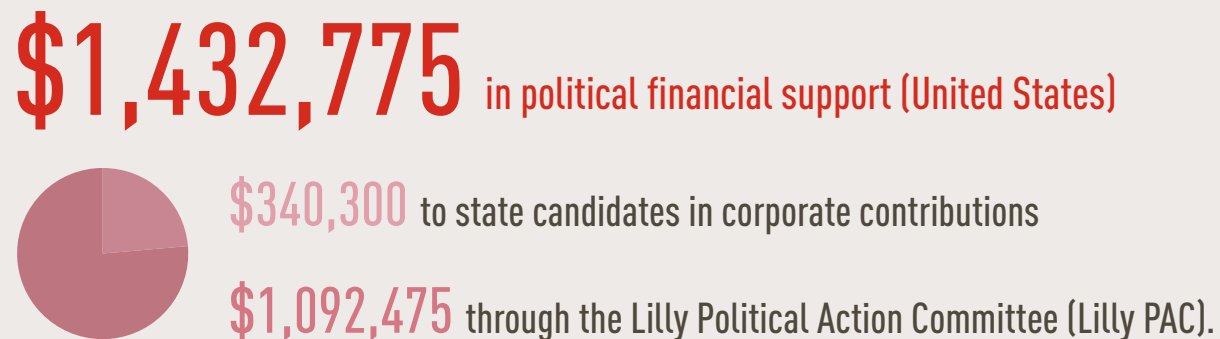 $1,432,775 in political financial support (United States)
$340,300 to state candidates in corporate contributions
$1,092,475 through the Lilly Political Action Committee (Lilly PAC).